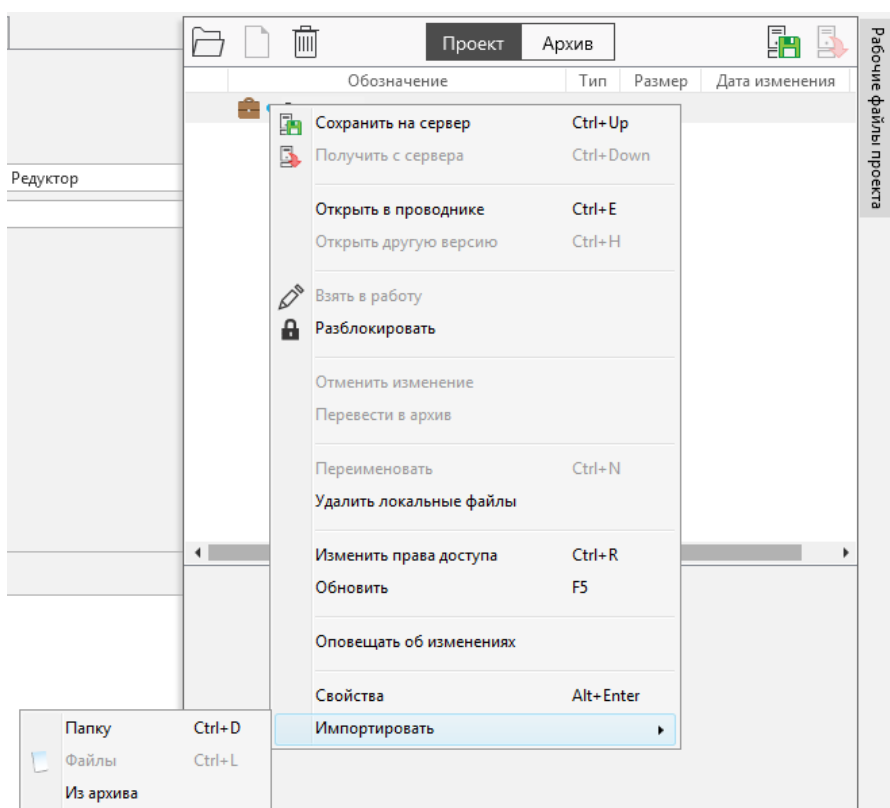 Проект Архив
Обозначение Тип Размер Дата изменения
Рабочие файлы проекта
Редуктор
Сохранить на сервер Ctrl+Up
Получить с сервера Ctrl+Down
Открыть в проводнике Ctrl+E
Открыть другую версию Ctrl+H
Взять в работу
Разблокировать
Отменить изменение
Перевести в архив
Переименовать Ctrl+N
Удалить локальные файлы
Изменить права доступа Ctrl+R
Обновить F5
Оповещать об изменениях
Свойства Alt+Enter
Импортировать
Папку Ctrl+D
Файлы Ctrl+L
Из архива